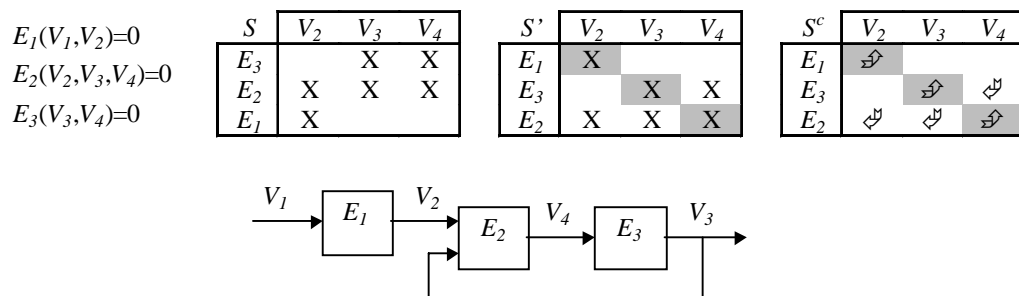 E1(V1,V2)=0
E2(V2,V3,V4)=0
E3(V3,V4)=0
S V2 V3 V4
E3 X X
E2 X X X
E1 X
S’ V2 V3 V4
E1 X
E3 X X
E2 X X X
Sc V2 V3 V4
E1
E3
E2
V1 E1 V2 E2 V4 E3 V3